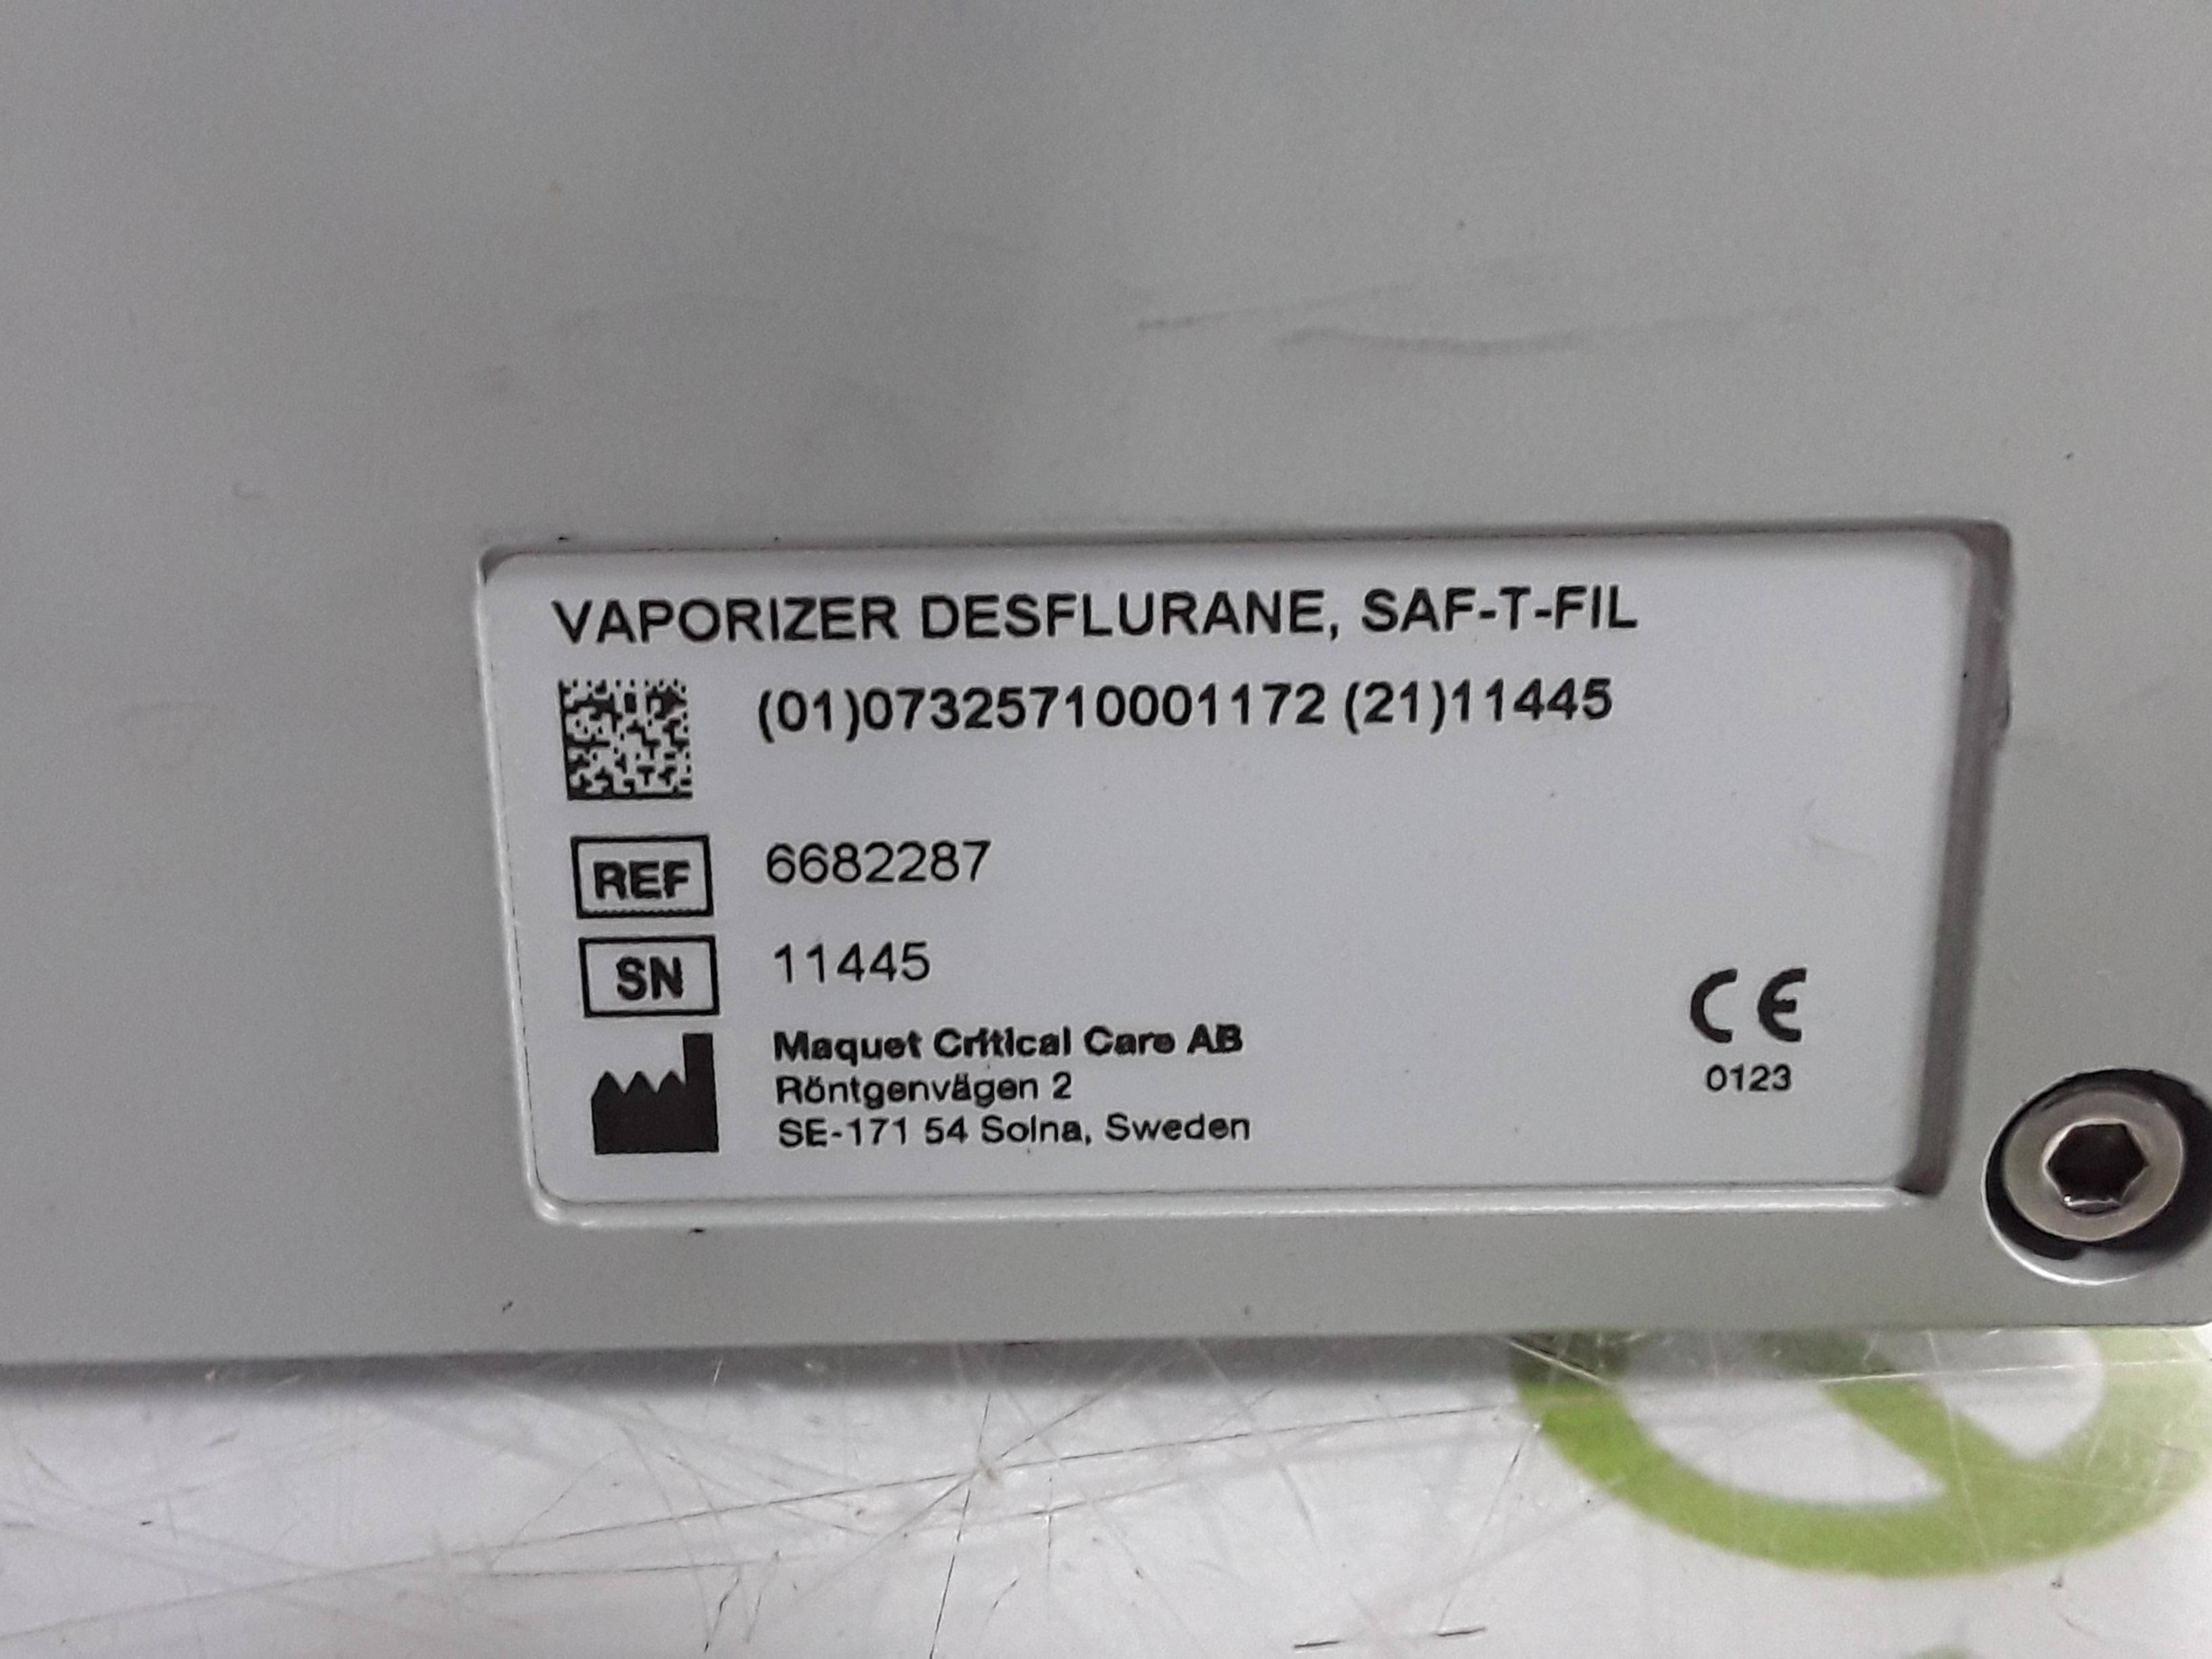 VAPORIZER DESFLURANE, SAF-T-FIL
(01)07325710001172 (21)11445
REF 6682287
SN 11445
Maquet Critical Care AB
Röntgenvägen 2
SE-171 54 Solna, Sweden
CE
0123